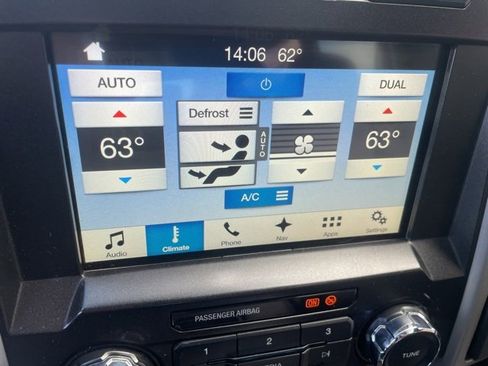 14:06 62°
AUTO
DUAL
Defrost
63°
AUTO
63°
A/C
Audio
Climate
Phone
Nav
Apps
Settings
PASSENGER AIRBAG
ON
1 2 3
TUNE